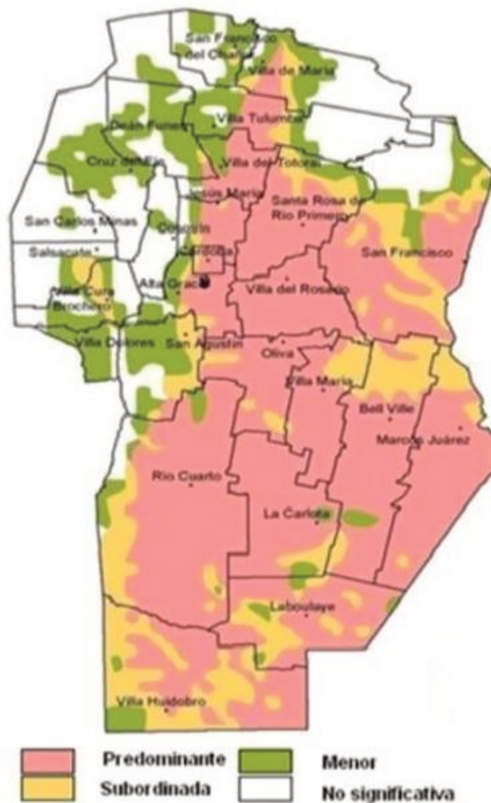 San Francisco
del Chañar
Villa de María
Deán Funes
Villa Tulumba
Cruz del Eje
Villa del Totoral
Jesús María
Santa Rosa de
Río Primero
San Carlos Minas
Cosquín
Salsacate
Córdoba
San Francisco
Villa Cura
Brochero
Alta Gracia
Villa del Rosario
Villa Dolores
San Agustín
Oliva
Villa María
Bell Ville
Marcos Juárez
Río Cuarto
La Carlota
Laboulaye
Villa Huidobro
Predominante
Menor
Subordinada
No significativa